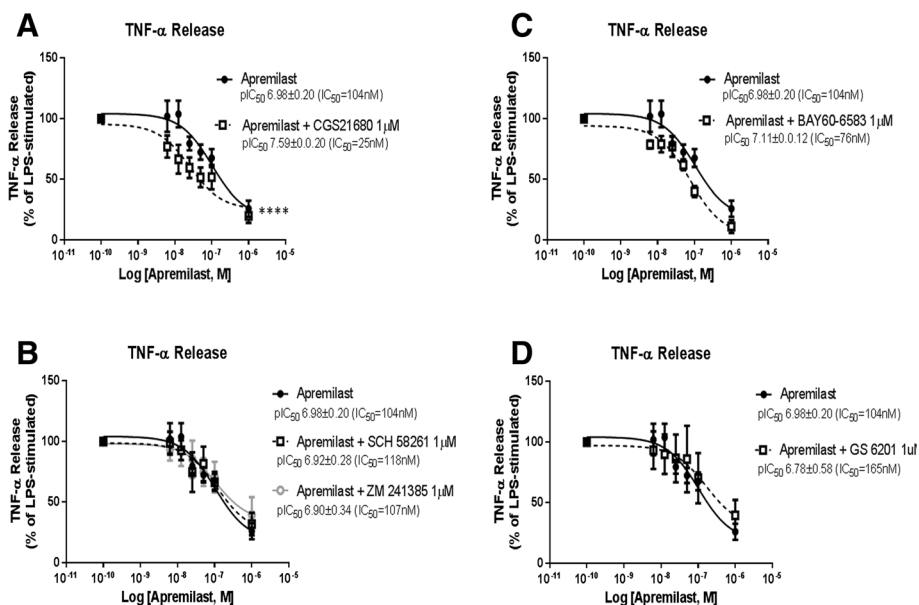 A
TNF-α Release
TNF-α Release
(% of LPS-stimulated)
150
100
50
0
10-11 10-10 10-9 10-8 10-7 10-6 10-5
Log [Apremilast, M]
Apremilast
pIC50 6.98±0.20 (IC50=104nM)
Apremilast + CGS21680 1μM
pIC50 7.59±0.0.20 (IC50=25nM)
****
C
TNF-α Release
TNF-α Release
(% of LPS-stimulated)
150
100
50
0
10-11 10-10 10-9 10-8 10-7 10-6 10-5
Log [Apremilast, M]
Apremilast
pIC506.98±0.20 (IC50=104nM)
Apremilast + BAY60-6583 1μM
pIC50 7.11±0.0.12 (IC50=76nM)
B
TNF-α Release
TNF-α Release
(% of LPS-stimulated)
150
100
50
0
10-11 10-10 10-9 10-8 10-7 10-6 10-5
Log [Apremilast, M]
Apremilast
pIC50 6.98±0.20 (IC50=104nM)
Apremilast + SCH 58261 1μM
pIC50 6.92±0.28 (IC50=118nM)
Apremilast + ZM 241385 1μM
pIC50 6.90±0.34 (IC50=107nM)
D
TNF-α Release
TNF-α Release
(% of LPS-stimulated)
150
100
50
0
10-11 10-10 10-9 10-8 10-7 10-6 10-5
Log [Apremilast, M]
Apremilast
pIC50 6.98±0.20 (IC50=104nM)
Apremilast + GS 6201 1uM
pIC50 6.78±0.58 (IC50=165nM)